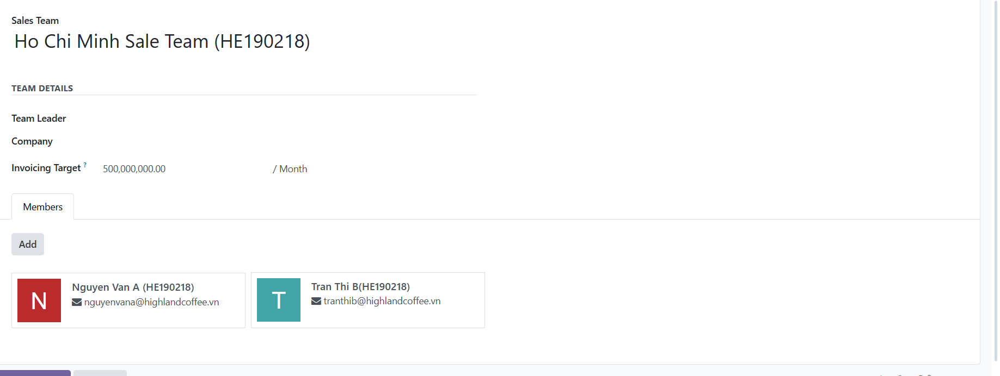 Sales Team
Ho Chi Minh Sale Team (HE190218)
TEAM DETAILS
Team Leader
Company
Invoicing Target ? 500,000,000.00 / Month
Members
Add
N
Nguyen Van A (HE190218)
nguyenvana@highlandcoffee.vn
T
Tran Thi B(HE190218)
tranthib@highlandcoffee.vn